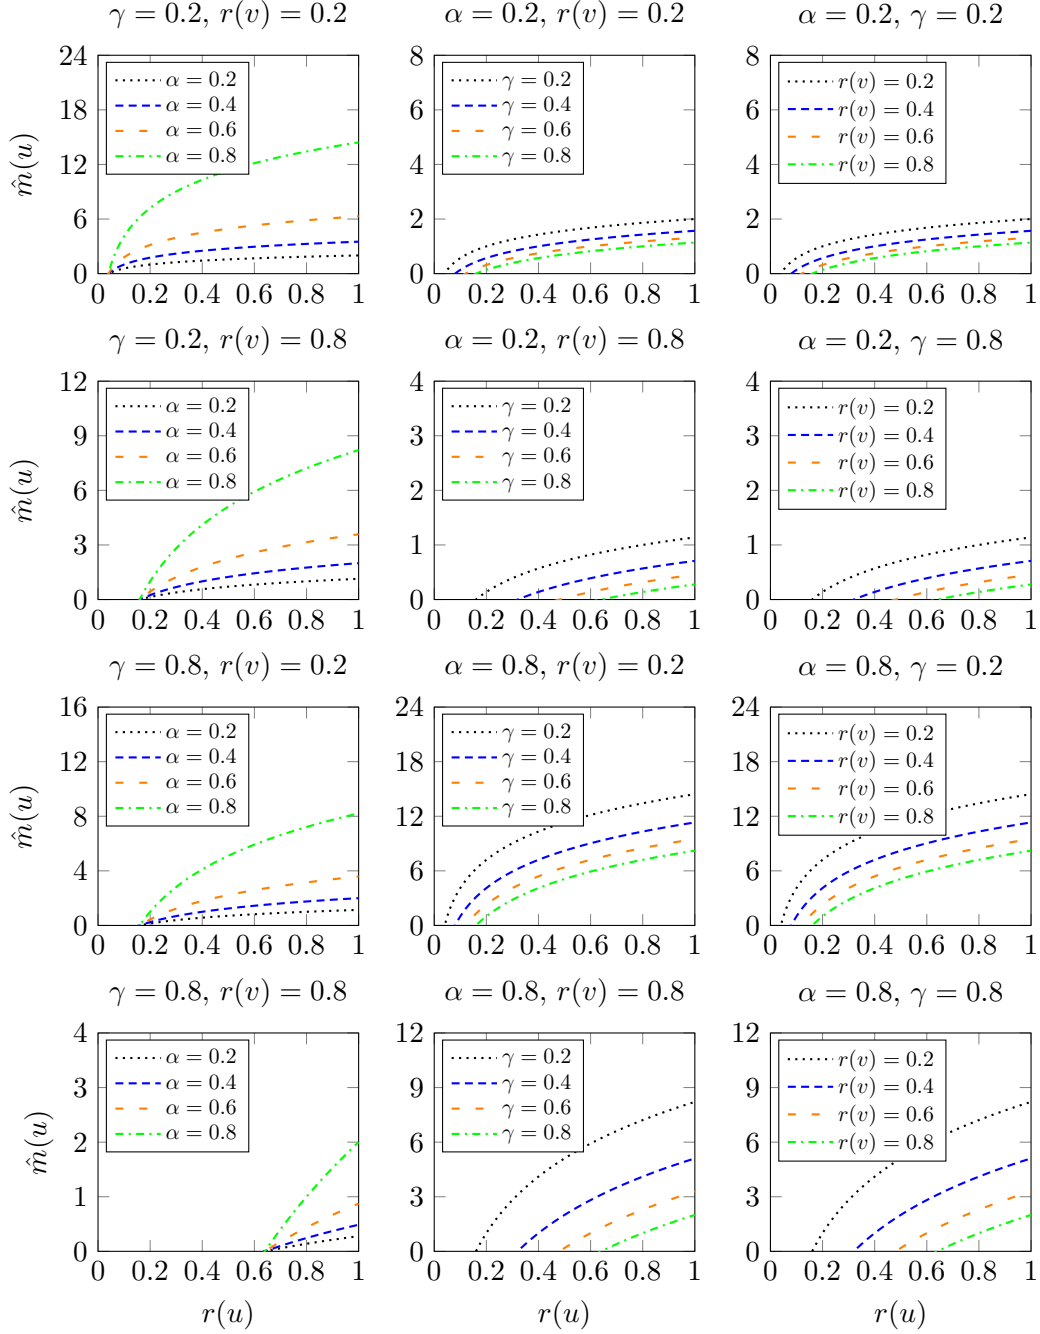 γ = 0.2, r(v) = 0.2
α = 0.2, r(v) = 0.2
α = 0.2, γ = 0.2
m̂(u)
24
18
12
6
0
α = 0.2
α = 0.4
α = 0.6
α = 0.8
0 0.2 0.4 0.6 0.8 1
8
6
4
2
0
γ = 0.2
γ = 0.4
γ = 0.6
γ = 0.8
0 0.2 0.4 0.6 0.8 1
8
6
4
2
0
r(v) = 0.2
r(v) = 0.4
r(v) = 0.6
r(v) = 0.8
0 0.2 0.4 0.6 0.8 1
γ = 0.2, r(v) = 0.8
α = 0.2, r(v) = 0.8
α = 0.2, γ = 0.8
m̂(u)
12
9
6
3
0
α = 0.2
α = 0.4
α = 0.6
α = 0.8
0 0.2 0.4 0.6 0.8 1
4
3
2
1
0
γ = 0.2
γ = 0.4
γ = 0.6
γ = 0.8
0 0.2 0.4 0.6 0.8 1
4
3
2
1
0
r(v) = 0.2
r(v) = 0.4
r(v) = 0.6
r(v) = 0.8
0 0.2 0.4 0.6 0.8 1
γ = 0.8, r(v) = 0.2
α = 0.8, r(v) = 0.2
α = 0.8, γ = 0.2
m̂(u)
16
12
8
4
0
α = 0.2
α = 0.4
α = 0.6
α = 0.8
0 0.2 0.4 0.6 0.8 1
24
18
12
6
0
γ = 0.2
γ = 0.4
γ = 0.6
γ = 0.8
0 0.2 0.4 0.6 0.8 1
24
18
12
6
0
r(v) = 0.2
r(v) = 0.4
r(v) = 0.6
r(v) = 0.8
0 0.2 0.4 0.6 0.8 1
γ = 0.8, r(v) = 0.8
α = 0.8, r(v) = 0.8
α = 0.8, γ = 0.8
m̂(u)
4
3
2
1
0
α = 0.2
α = 0.4
α = 0.6
α = 0.8
0 0.2 0.4 0.6 0.8 1
r(u)
12
9
6
3
0
γ = 0.2
γ = 0.4
γ = 0.6
γ = 0.8
0 0.2 0.4 0.6 0.8 1
r(u)
12
9
6
3
0
r(v) = 0.2
r(v) = 0.4
r(v) = 0.6
r(v) = 0.8
0 0.2 0.4 0.6 0.8 1
r(u)